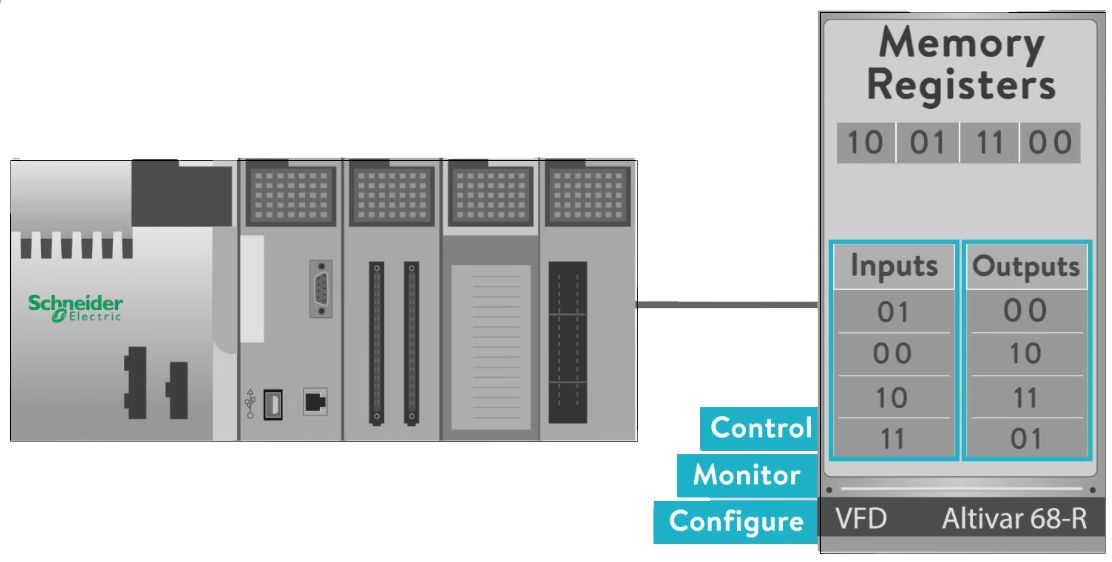 Memory
Registers
10 01 11 00
Schneider
Electric
Inputs Outputs
01 00
00 10
10 11
11 01
Control
Monitor
Configure
VFD Altivar 68-R